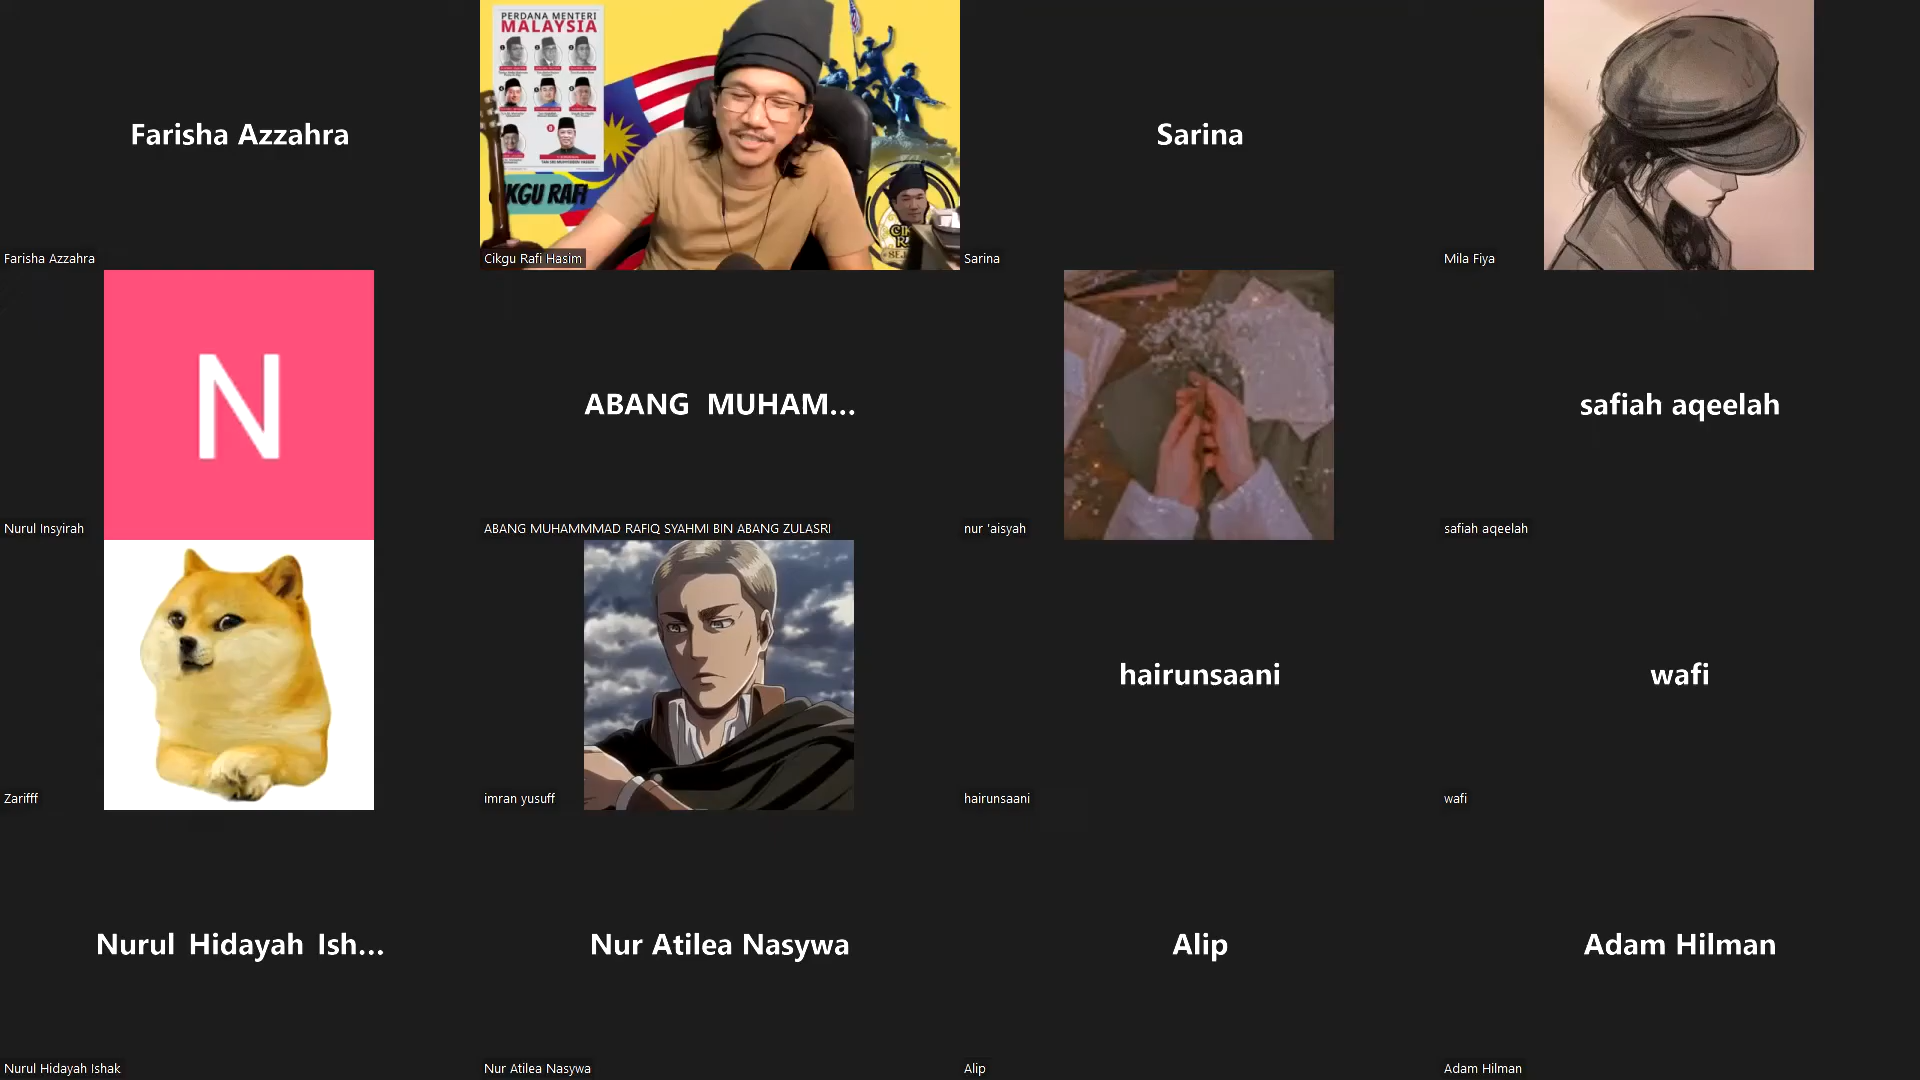 Farisha Azzahra
Farisha Azzahra
PERDANA MENTERI
MALAYSIA
KGU RAFI
Cikgu Rafi Hasim
Sarina
Sarina
Mila Fiya
N
Nurul Insyirah
ABANG MUHAM...
ABANG MUHAMMMAD RAFIQ SYAHMI BIN ABANG ZULASRI
nur 'aisyah
safiah aqeelah
safiah aqeelah
Zarifff
imran yusuff
hairunsaani
hairunsaani
wafi
wafi
Nurul Hidayah Ish...
Nurul Hidayah Ishak
Nur Atilea Nasywa
Nur Atilea Nasywa
Alip
Alip
Adam Hilman
Adam Hilman